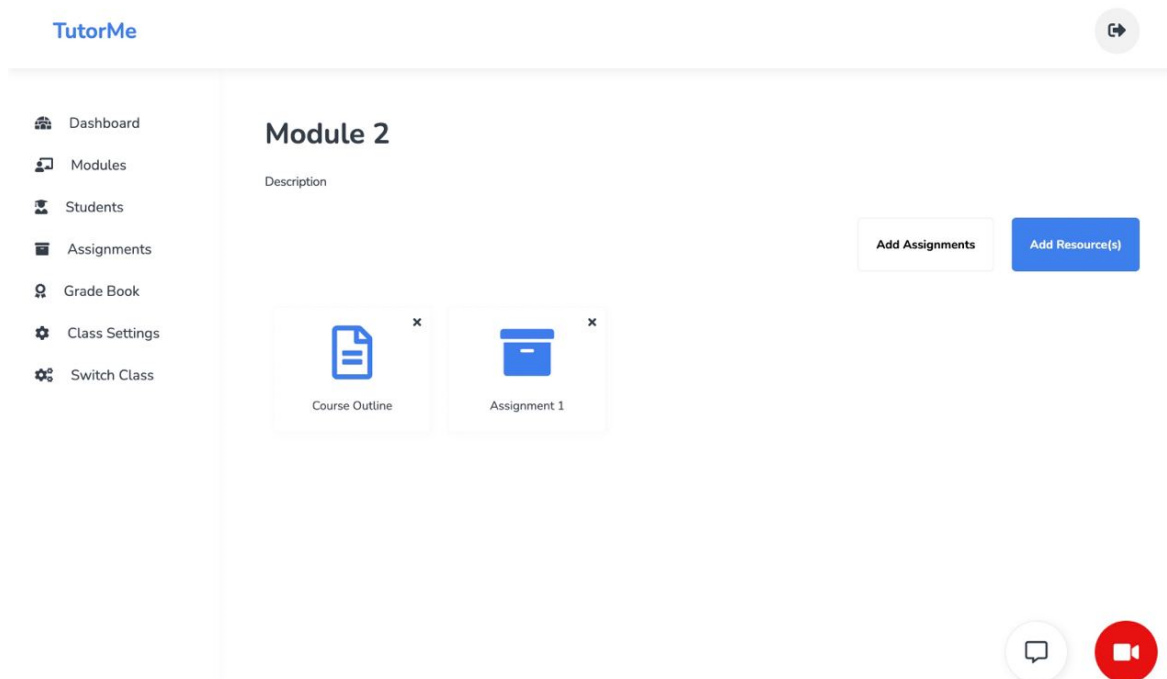 TutorMe
Dashboard
Modules
Students
Assignments
Grade Book
Class Settings
Switch Class
Module 2
Description
Add Assignments
Add Resource(s)
Course Outline
Assignment 1